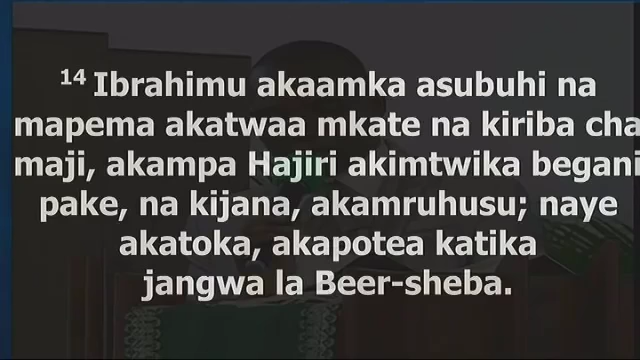 14 Ibrahimu akaamka asubuhi na
mapema akatwaa mkate na kiriba cha
maji, akampa Hajiri akimtwika begani
pake, na kijana, akamruhusu; naye
akatoka, akapotea katika
jangwa la Beer-sheba.